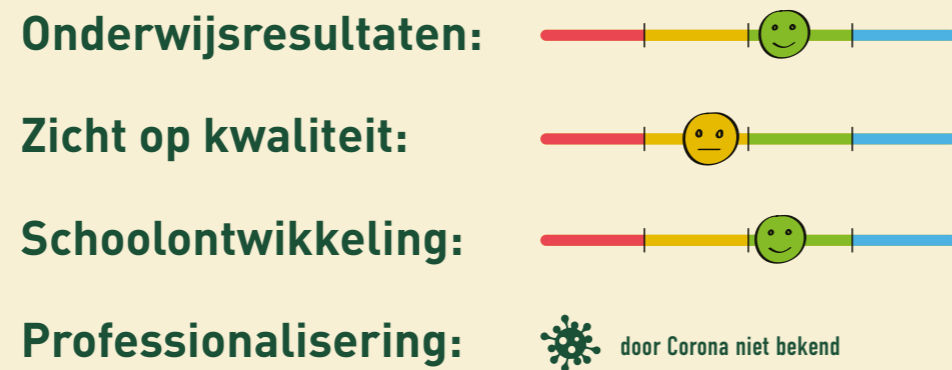 Onderwijsresultaten:
Zicht op kwaliteit:
Schoolontwikkeling:
Professionalisering: door Corona niet bekend